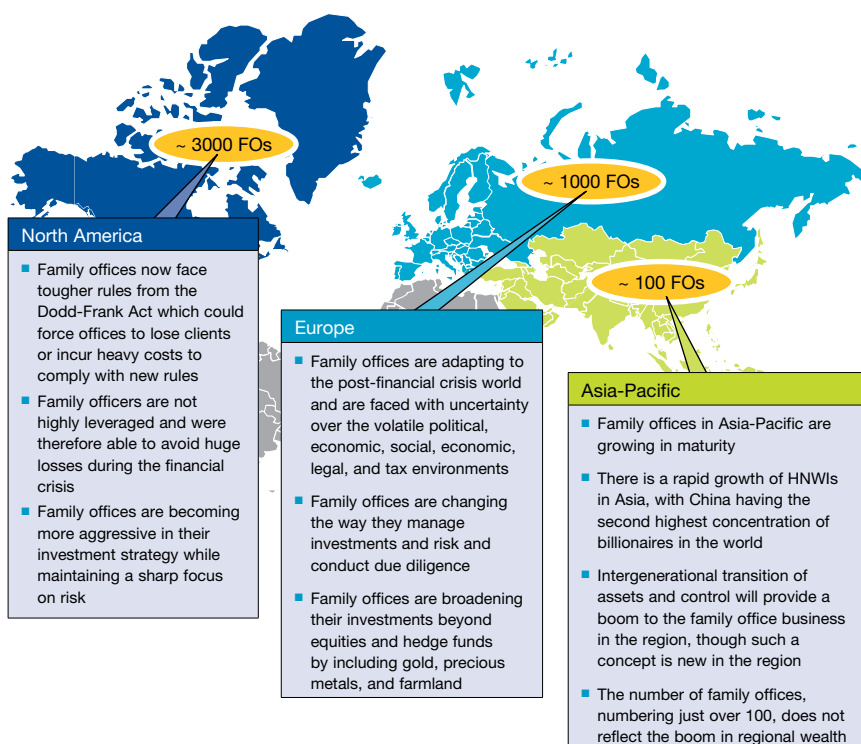 ~ 3000 FOs
~ 1000 FOs
~ 100 FOs
North America
■ Family offices now face
tougher rules from the
Dodd-Frank Act which could
force offices to lose clients
or incur heavy costs to
comply with new rules
■ Family officers are not
highly leveraged and were
therefore able to avoid huge
losses during the financial
crisis
■ Family offices are becoming
more aggressive in their
investment strategy while
maintaining a sharp focus
on risk
Europe
■ Family offices are adapting to
the post-financial crisis world
and are faced with uncertainty
over the volatile political,
economic, social, economic,
legal, and tax environments
■ Family offices are changing
the way they manage
investments and risk and
conduct due diligence
■ Family offices are broadening
their investments beyond
equities and hedge funds
by including gold, precious
metals, and farmland
Asia-Pacific
■ Family offices in Asia-Pacific are
growing in maturity
■ There is a rapid growth of HNWIs
in Asia, with China having the
second highest concentration of
billionaires in the world
■ Intergenerational transition of
assets and control will provide a
boom to the family office business
in the region, though such a
concept is new in the region
■ The number of family offices,
numbering just over 100, does not
reflect the boom in regional wealth